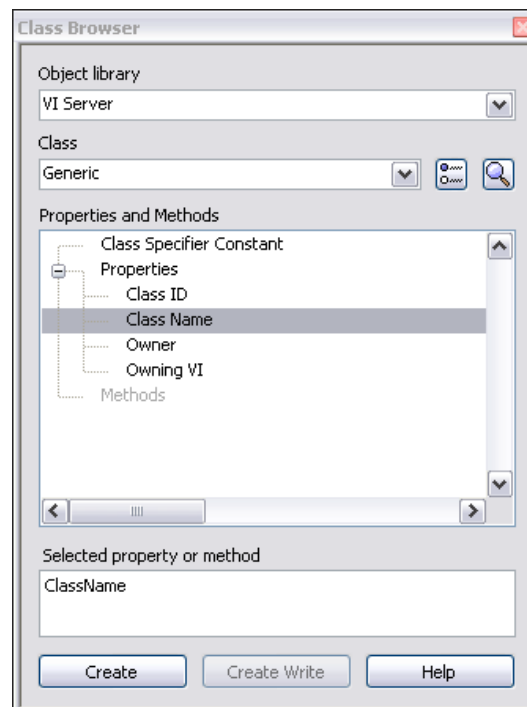 Class Browser
Object library
VI Server
Class
Generic
Properties and Methods
Class Specifier Constant
Properties
Class ID
Class Name
Owner
Owning VI
Methods
Selected property or method
ClassName
Create
Create Write
Help